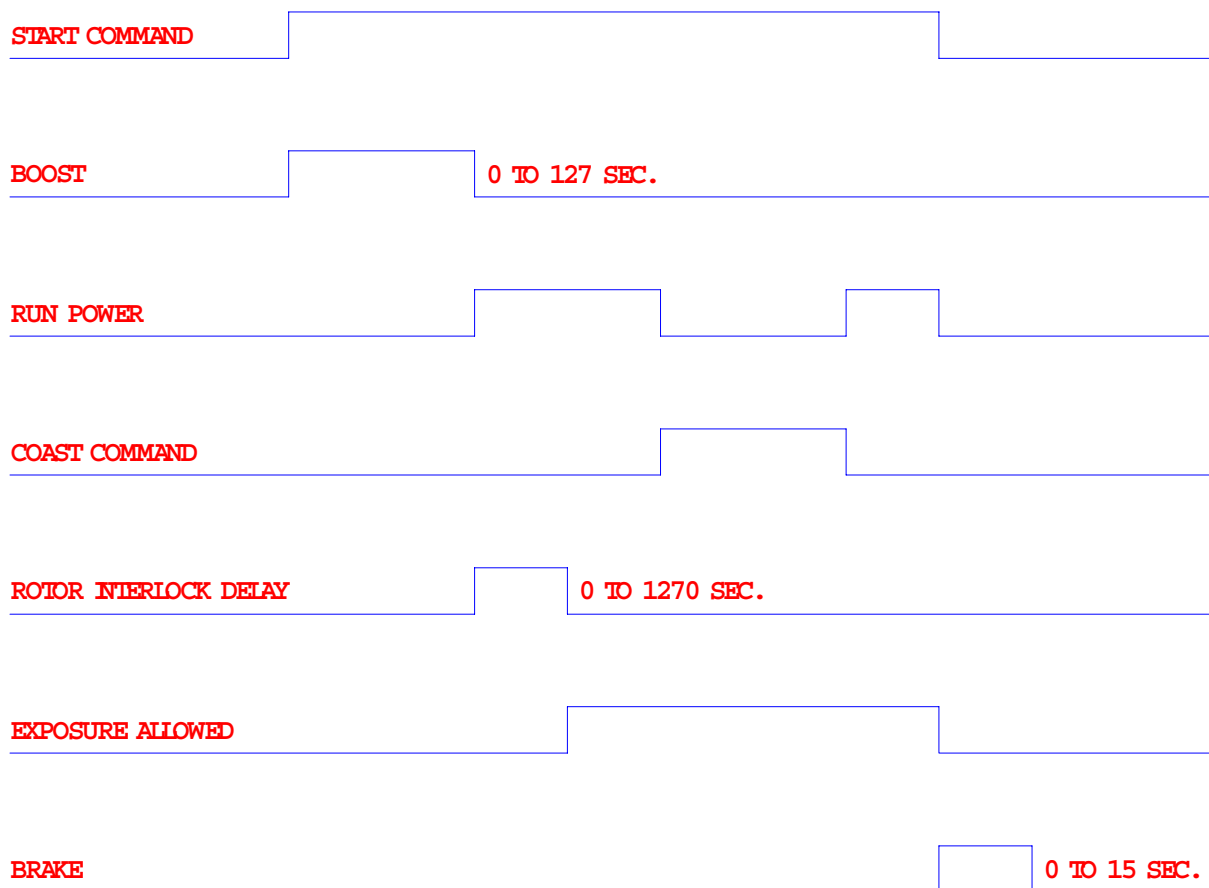 START COMMAND
BOOST
0 TO 127 SEC.
RUN POWER
COAST COMMAND
ROTOR INTERLOCK DELAY
0 TO 1270 SEC.
EXPOSURE ALLOWED
BRAKE
0 TO 15 SEC.